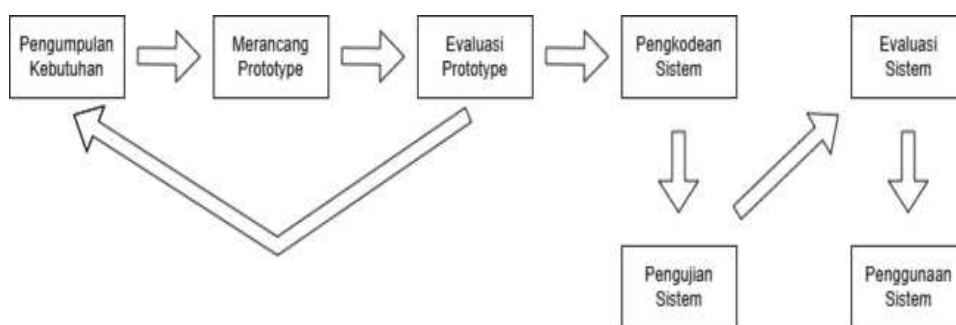 Pengumpulan
Kebutuhan
Merancang
Prototype
Evaluasi
Prototype
Pengkodean
Sistem
Evaluasi
Sistem
Pengujian
Sistem
Penggunaan
Sistem